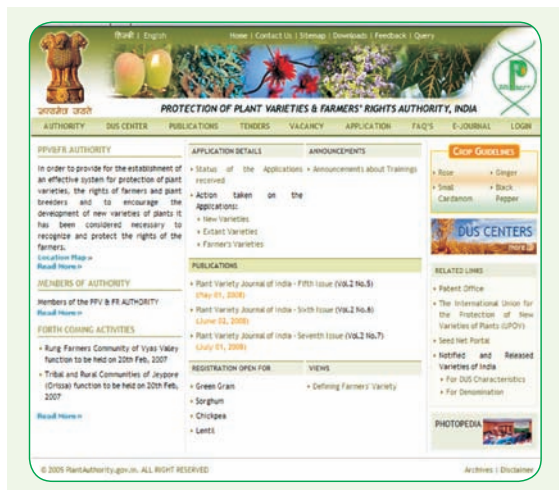 हिन्दी | English
Home | Contact Us | Sitemap | Downloads | Feedback | Query
सत्यमेव जयते
PROTECTION OF PLANT VARIETIES & FARMERS' RIGHTS AUTHORITY, INDIA
AUTHORITY DUS CENTER PUBLICATIONS TENDERS VACANCY APPLICATION FAQ'S E-JOURNAL LOGIN
PPV&FR AUTHORITY
In order to provide for the establishment of
an effective system for protection of plant
varieties, the rights of farmers and plant
breeders and to encourage the
development of new varieties of plants it
has been considered necessary to
recognize and protect the rights of the
farmers.
Location Map »
Read More »
MEMBERS OF AUTHORITY
Members of the PPV & FR AUTHORITY
Read More »
FORTH COMING ACTIVITIES
Rung Farmers Community of Vyas Valey
function to be held on 20th Feb, 2007
Tribal and Rural Communities of Jeypore
(Orissa) function to be held on 20th Feb,
2007
Read More »
APPLICATION DETAILS
Status of the Applications
received
Action taken on the
Applications:
New Varieties
Extant Varieties
Farmer's Varieties
ANNOUNCEMENTS
Announcements about Trainings
PUBLICATIONS
Plant Variety Journal of India - Fifth Issue (Vol.2 No.5)
(May 01, 2008)
Plant Variety Journal of India - Sixth Issue (Vol.2 No.6)
(June 02, 2008)
Plant Variety Journal of India - Seventh Issue (Vol.2 No.7)
(July 01, 2008)
REGISTRATION OPEN FOR
Green Gram
Sorghum
Chickpea
Lentil
VIEWS
Defining Farmers' Variety
CROP GUIDELINES
Rose
Ginger
Small
Cardamom
Black
Pepper
DUS CENTERS
more
RELATED LINKS
Patent Office
The International Union for
the Protection of New
Varieties of Plants (UPOV)
Seed Net Portal
Notified and Released
Varieties of India
For DUS Characteristics
For Denomination
PHOTOPEDIA
© 2005 PlantAuthority.gov.in. ALL RIGHT RESERVED
Archives | Disclaimer